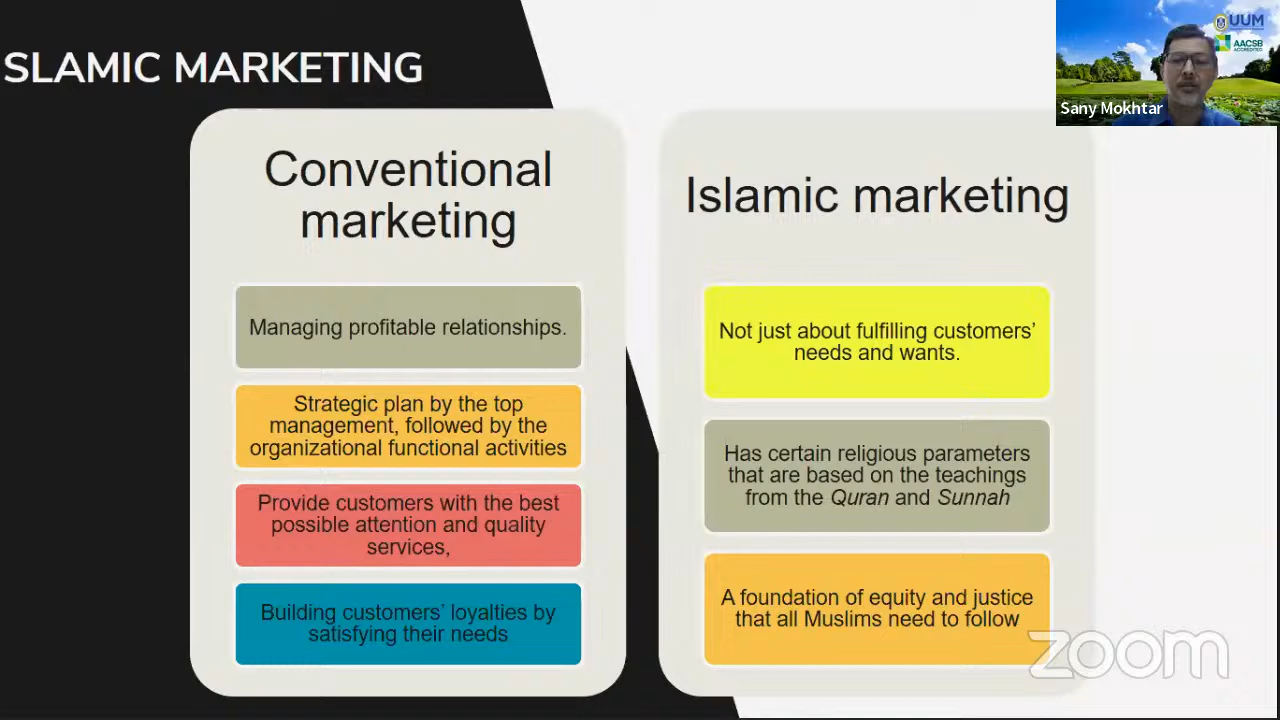 SLAMIC MARKETING
UUM
AACSB
ACCREDITED
Sany Mokhtar
Conventional
marketing
Managing profitable relationships.
Strategic plan by the top
management, followed by the
organizational functional activities
Provide customers with the best
possible attention and quality
services,
Building customers’ loyalties by
satisfying their needs
Islamic marketing
Not just about fulfilling customers’
needs and wants.
Has certain religious parameters
that are based on the teachings
from the Quran and Sunnah
A foundation of equity and justice
that all Muslims need to follow
zoom